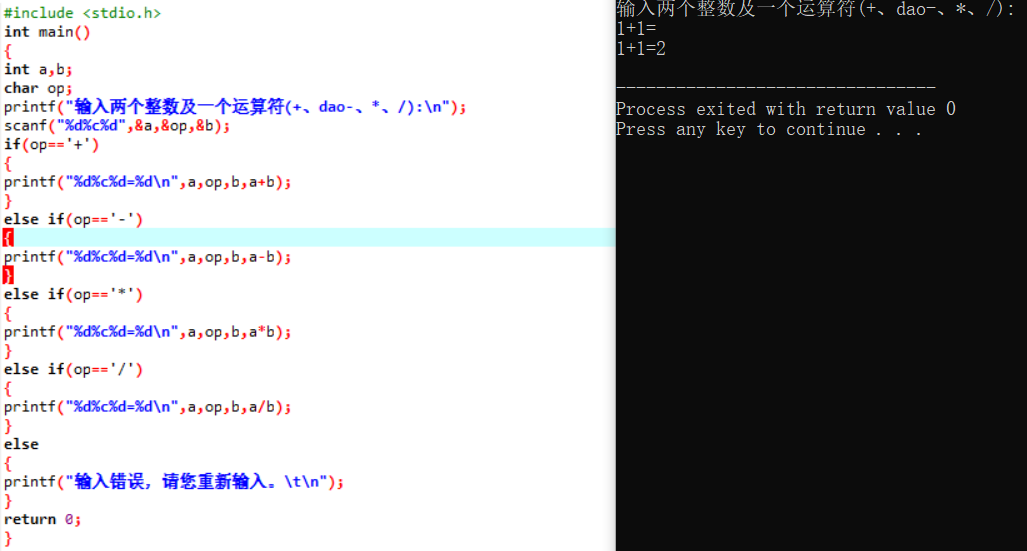 #include <stdio.h>
int main()
{
int a,b;
char op;
printf("输入两个整数及一个运算符(+、dao-、*、/):\n");
scanf("%d%c%d",&a,&op,&b);
if(op=='+')
{
printf("%d%c%d=%d\n",a,op,b,a+b);
}
else if(op=='-')
{
printf("%d%c%d=%d\n",a,op,b,a-b);
}
else if(op=='*')
{
printf("%d%c%d=%d\n",a,op,b,a*b);
}
else if(op=='/')
{
printf("%d%c%d=%d\n",a,op,b,a/b);
}
else
{
printf("输入错误，请您重新输入。\t\n");
}
return 0;
}
输入两个整数及一个运算符(+、dao-、*、/):
1+1=
1+1=2
--------------------------------
Process exited with return value 0
Press any key to continue . . .